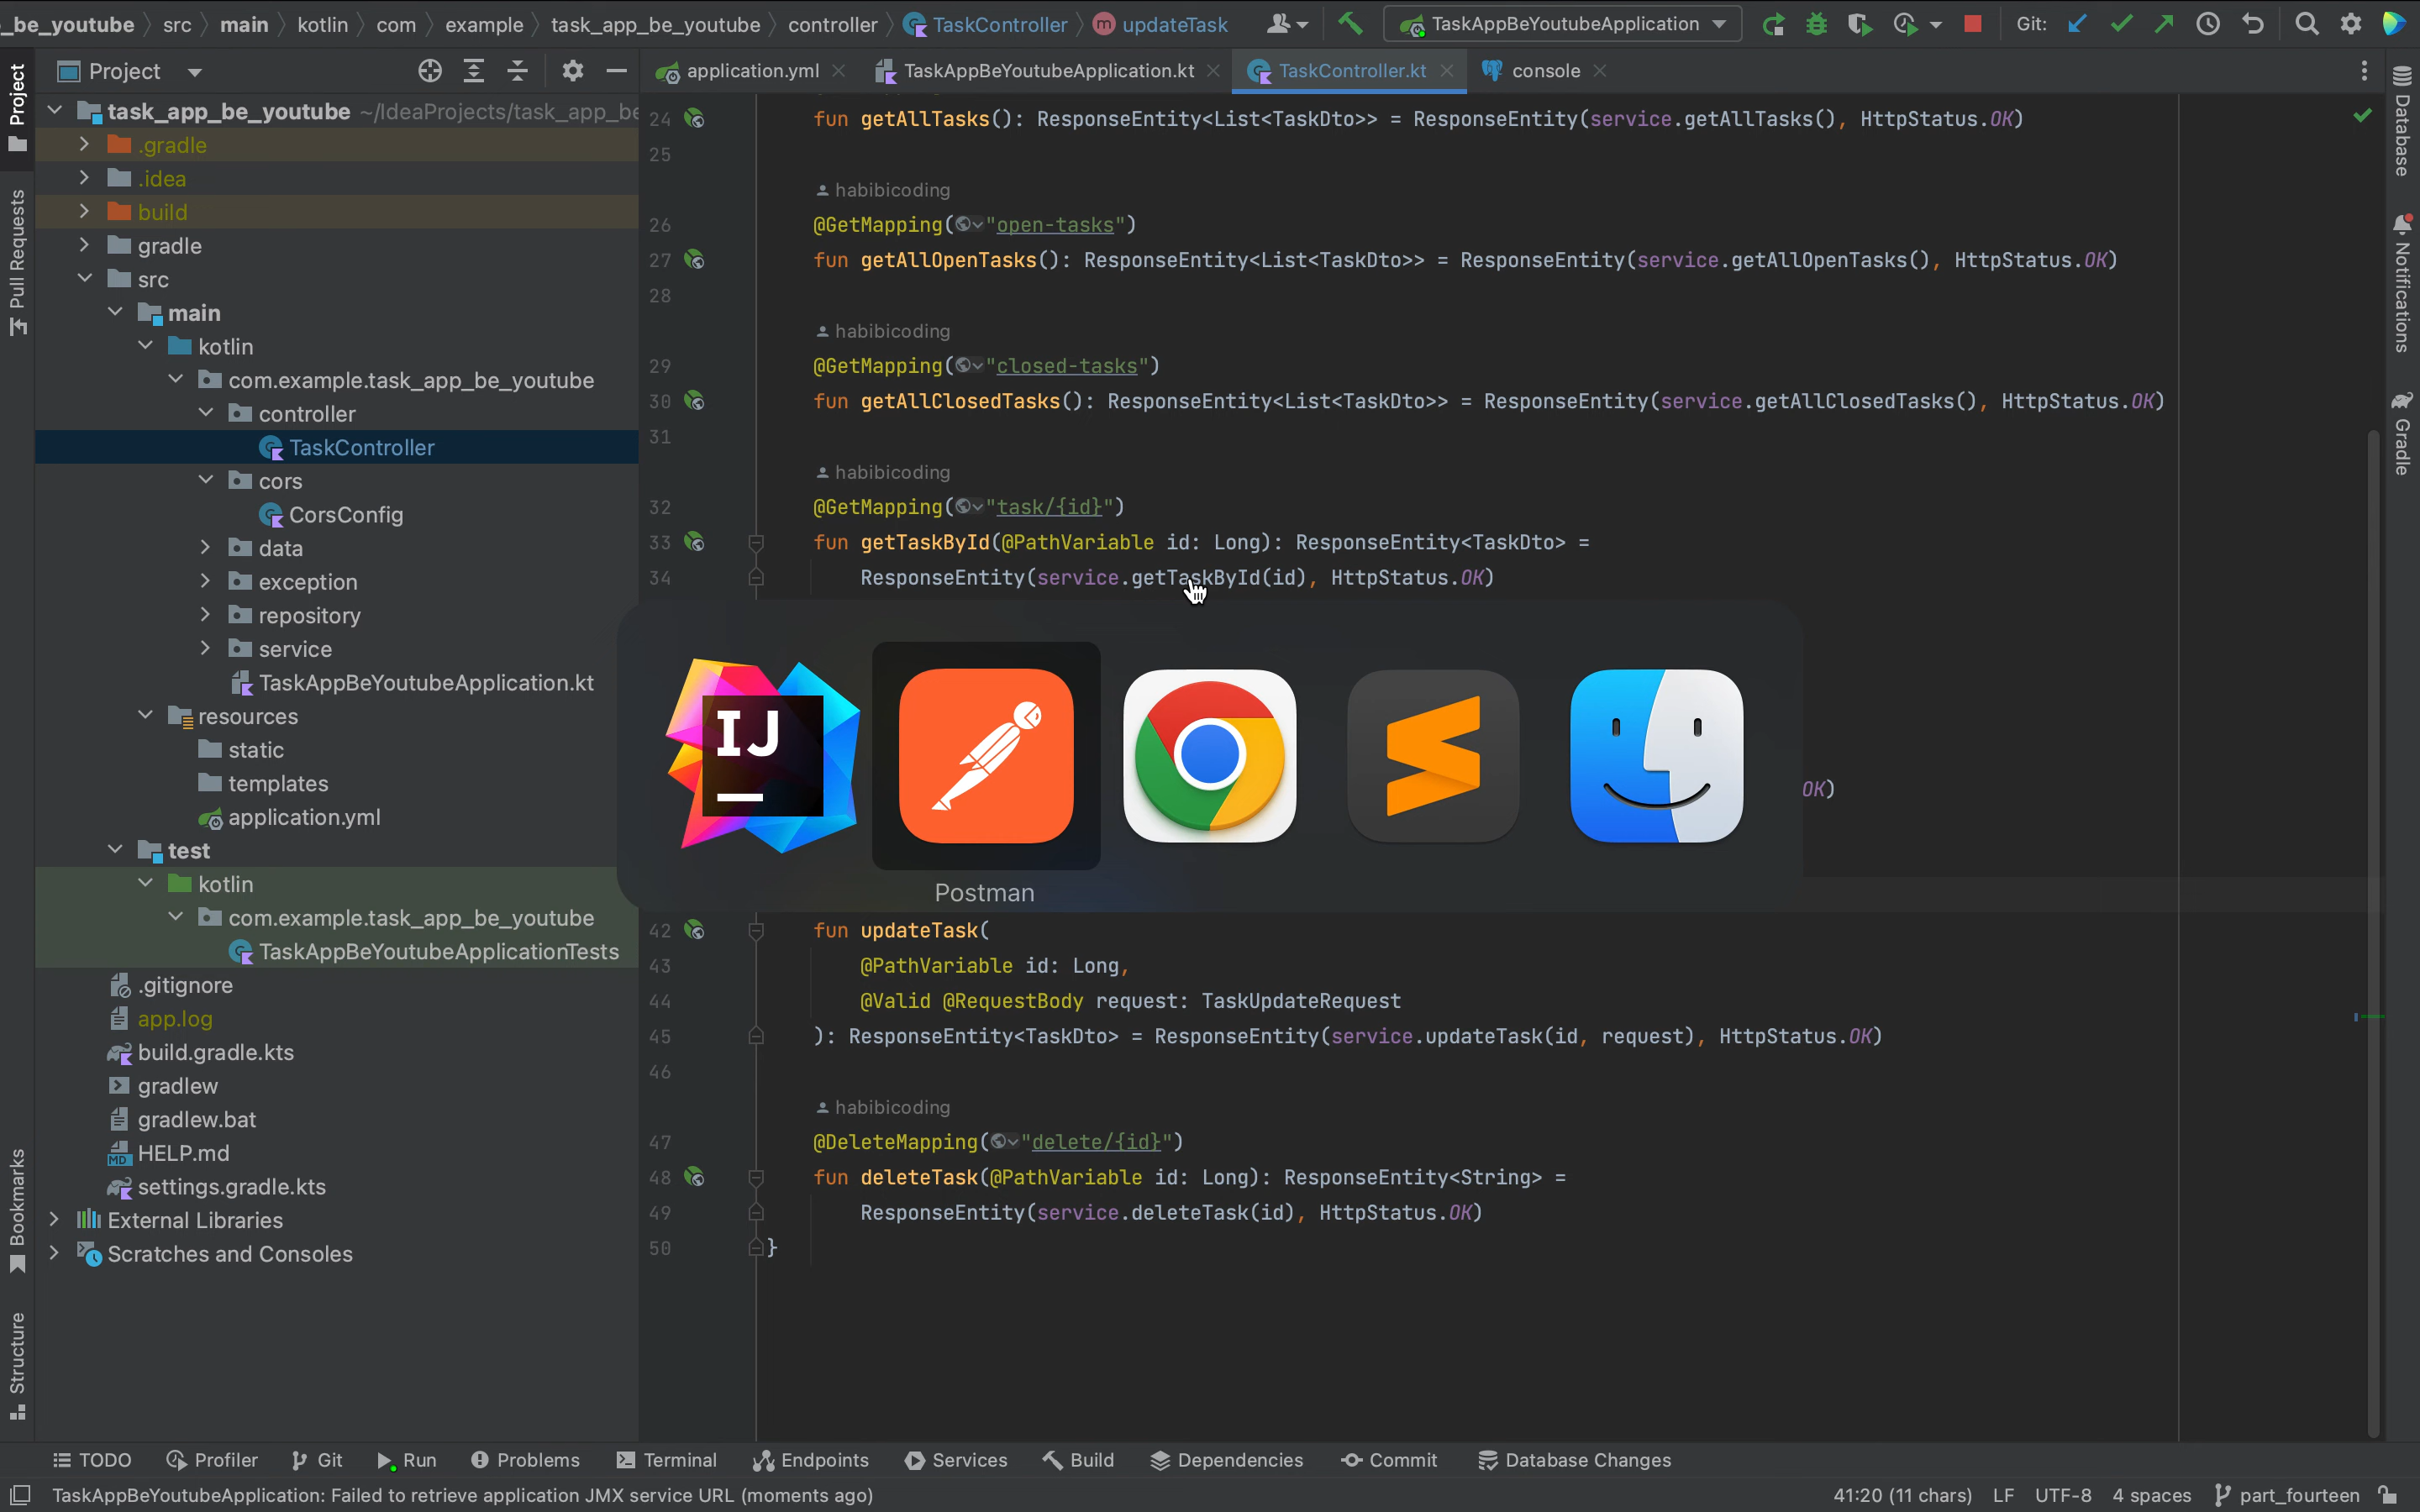 _be_youtube src main kotlin com example task_app_be_youtube controller TaskController m updateTask TaskAppBeYoutubeApplication Git:
Project
application.yml
TaskAppBeYoutubeApplication.kt
TaskController.kt
console
Project
Pull Requests
Bookmarks
Structure
task_app_be_youtube ~/IdeaProjects/task_app_be
.gradle
.idea
build
gradle
src
main
kotlin
com.example.task_app_be_youtube
controller
TaskController
cors
CorsConfig
data
exception
repository
service
TaskAppBeYoutubeApplication.kt
resources
static
templates
application.yml
test
kotlin
com.example.task_app_be_youtube
TaskAppBeYoutubeApplicationTests
.gitignore
app.log
build.gradle.kts
gradlew
gradlew.bat
MD HELP.md
settings.gradle.kts
External Libraries
Scratches and Consoles
24 fun getAllTasks(): ResponseEntity<List<TaskDto>> = ResponseEntity(service.getAllTasks(), HttpStatus.OK)
25
habibicoding
26 @GetMapping("open-tasks")
27 fun getAllOpenTasks(): ResponseEntity<List<TaskDto>> = ResponseEntity(service.getAllOpenTasks(), HttpStatus.OK)
28
habibicoding
29 @GetMapping("closed-tasks")
30 fun getAllClosedTasks(): ResponseEntity<List<TaskDto>> = ResponseEntity(service.getAllClosedTasks(), HttpStatus.OK)
31
habibicoding
32 @GetMapping("task/{id}")
33 fun getTaskById(@PathVariable id: Long): ResponseEntity<TaskDto> =
34 ResponseEntity(service.getTaskById(id), HttpStatus.OK)
IJ
OK)
Postman
42 fun updateTask(
43 @PathVariable id: Long,
44 @Valid @RequestBody request: TaskUpdateRequest
45 ): ResponseEntity<TaskDto> = ResponseEntity(service.updateTask(id, request), HttpStatus.OK)
46
habibicoding
47 @DeleteMapping("delete/{id}")
48 fun deleteTask(@PathVariable id: Long): ResponseEntity<String> =
49 ResponseEntity(service.deleteTask(id), HttpStatus.OK)
50 }
Database
Notifications
Gradle
TODO Profiler Git Run Problems Terminal Endpoints Services Build Dependencies Commit Database Changes
TaskAppBeYoutubeApplication: Failed to retrieve application JMX service URL (moments ago)
41:20 (11 chars) LF UTF-8 4 spaces part_fourteen